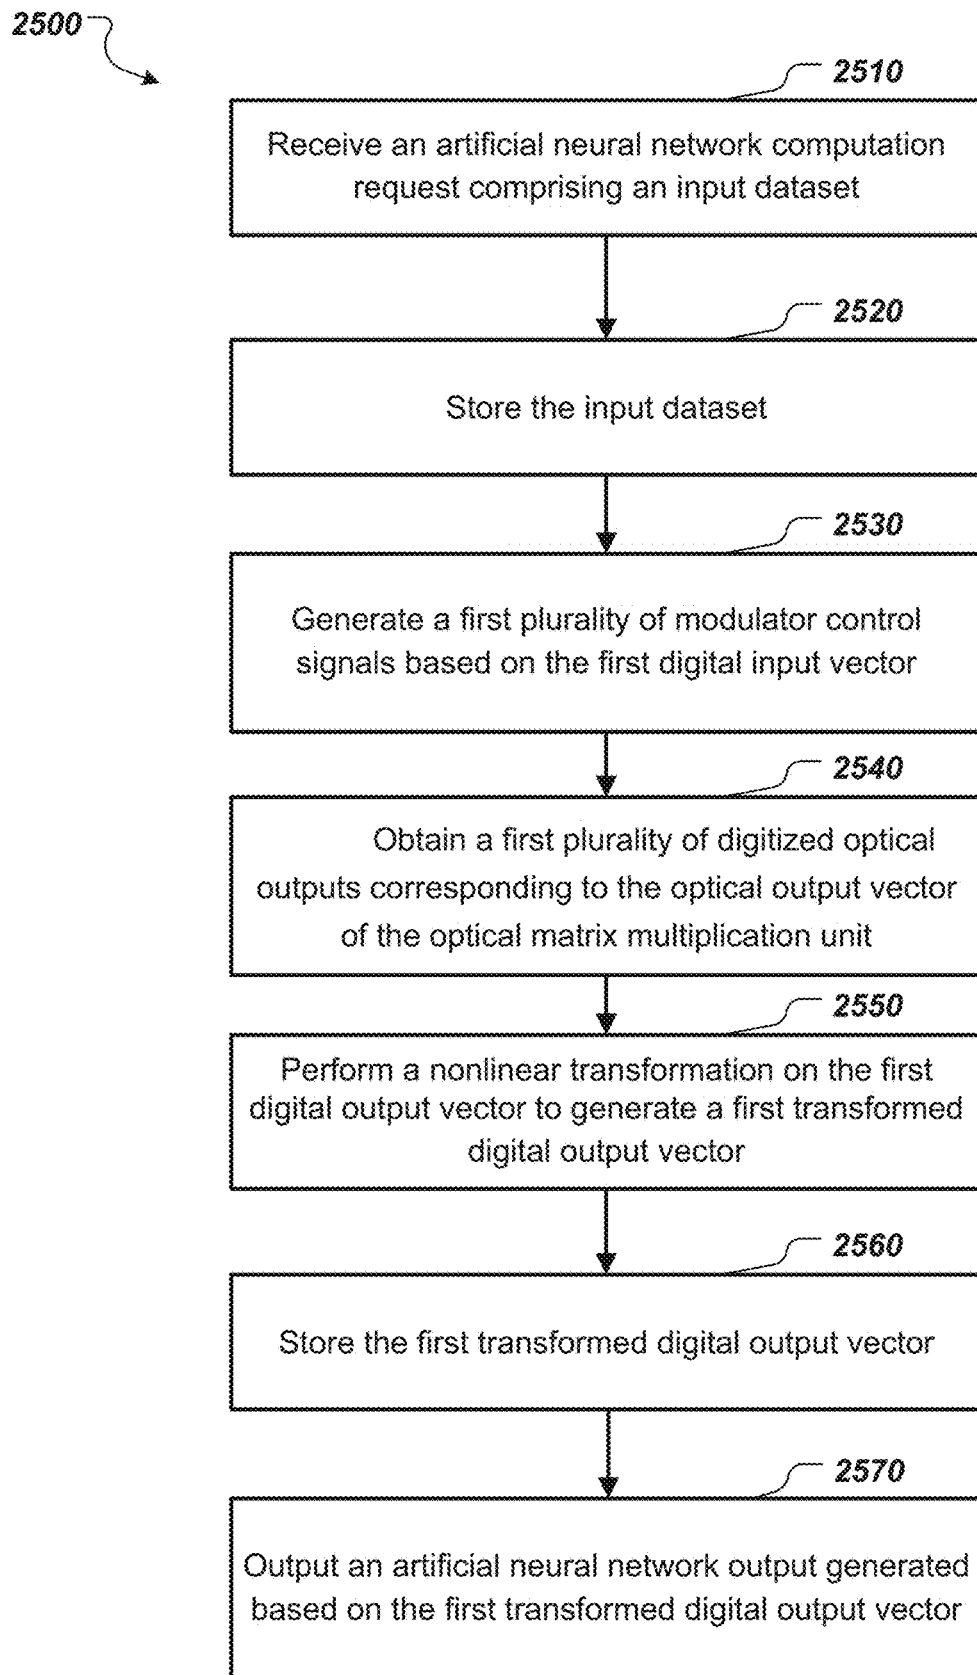 2500
2510
Receive an artificial neural network computation
request comprising an input dataset
2520
Store the input dataset
2530
Generate a first plurality of modulator control
signals based on the first digital input vector
2540
Obtain a first plurality of digitized optical
outputs corresponding to the optical output vector
of the optical matrix multiplication unit
2550
Perform a nonlinear transformation on the first
digital output vector to generate a first transformed
digital output vector
2560
Store the first transformed digital output vector
2570
Output an artificial neural network output generated
based on the first transformed digital output vector